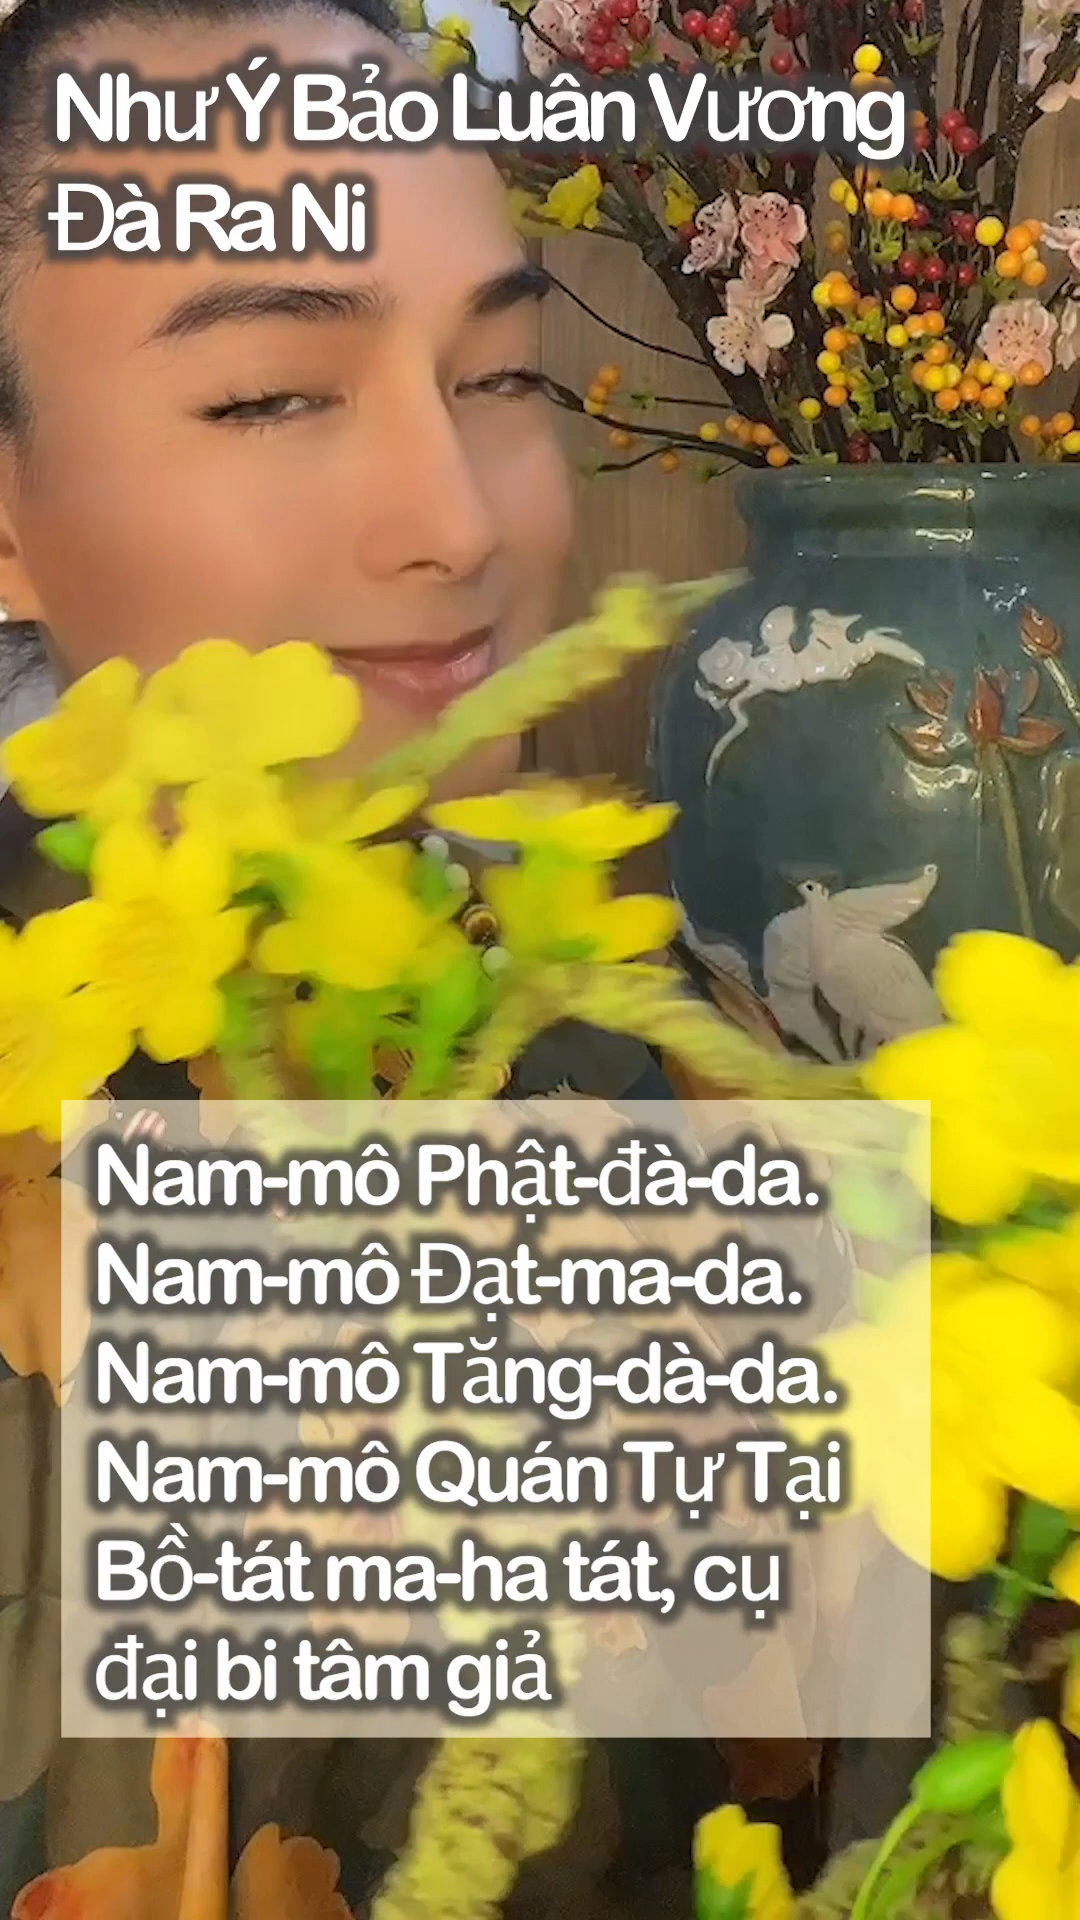 Như Ý Bảo Luân Vương
Đà Ra Ni
Nam-mô Phật-đà-da.
Nam-mô Đạt-ma-da.
Nam-mô Tăng-dà-da.
Nam-mô Quán Tự Tại
Bồ-tát ma-ha tát, cụ
đại bi tâm giả